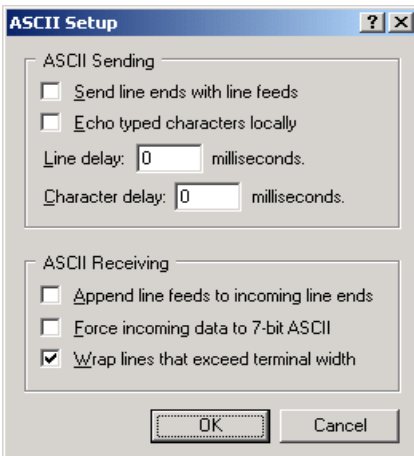 ASCII Setup
ASCII Sending
Send line ends with line feeds
Echo typed characters locally
Line delay: 0 milliseconds.
Character delay: 0 milliseconds.
ASCII Receiving
Append line feeds to incoming line ends
Force incoming data to 7-bit ASCII
Wrap lines that exceed terminal width
OK Cancel